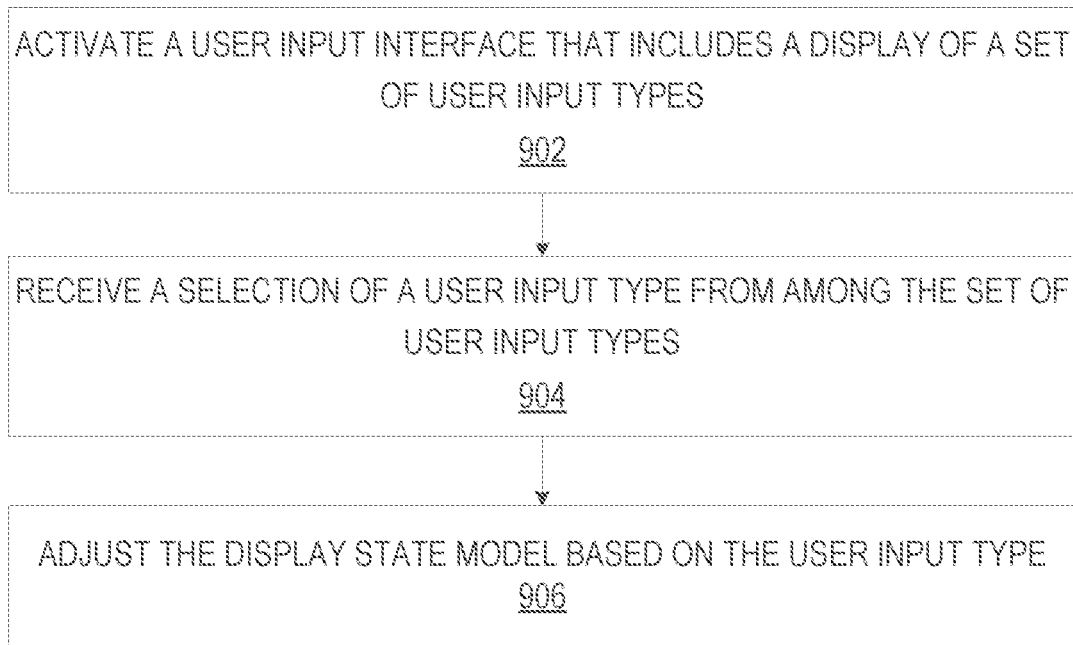 ACTIVATE A USER INPUT INTERFACE THAT INCLUDES A DISPLAY OF A SET
OF USER INPUT TYPES
902
RECEIVE A SELECTION OF A USER INPUT TYPE FROM AMONG THE SET OF
USER INPUT TYPES
904
ADJUST THE DISPLAY STATE MODEL BASED ON THE USER INPUT TYPE
906